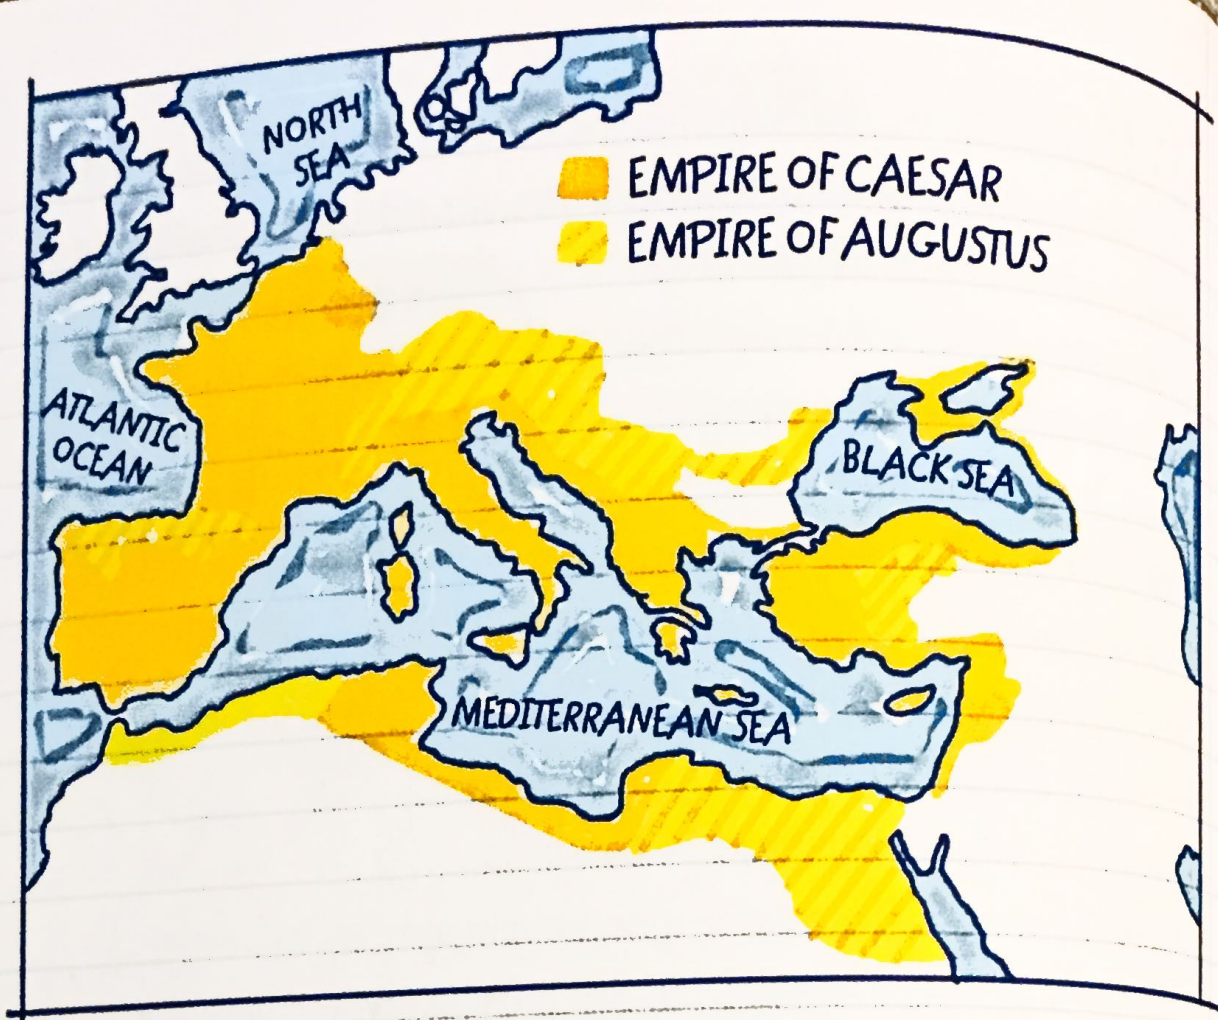 NORTH
SEA
EMPIRE OF CAESAR
EMPIRE OF AUGUSTUS
ATLANTIC
OCEAN
BLACK SEA
MEDITERRANEAN SEA